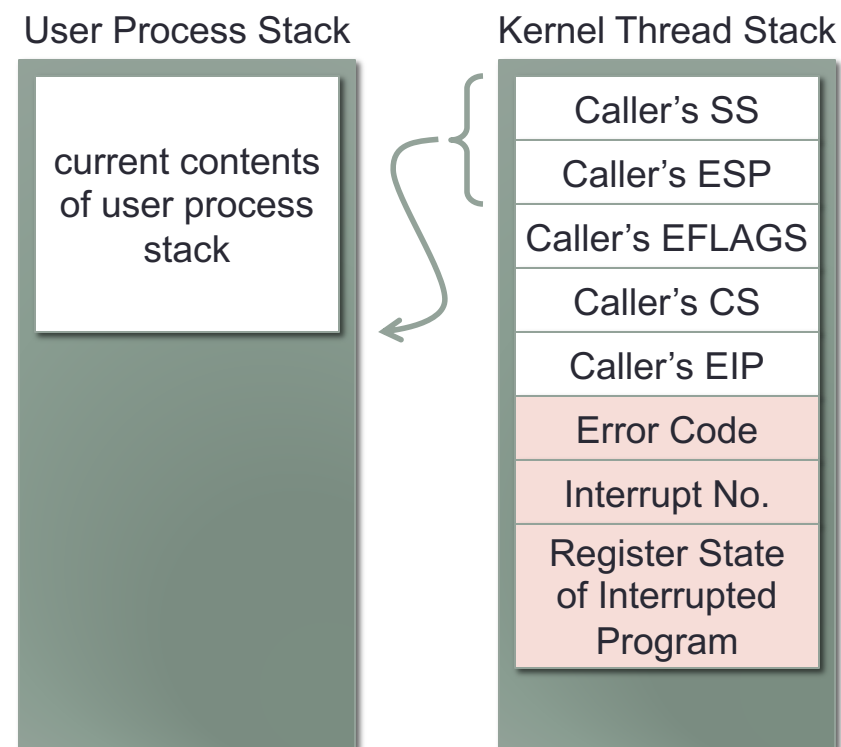 User Process Stack
current contents
of user process
stack
Kernel Thread Stack
Caller’s SS
Caller’s ESP
Caller’s EFLAGS
Caller’s CS
Caller’s EIP
Error Code
Interrupt No.
Register State
of Interrupted
Program